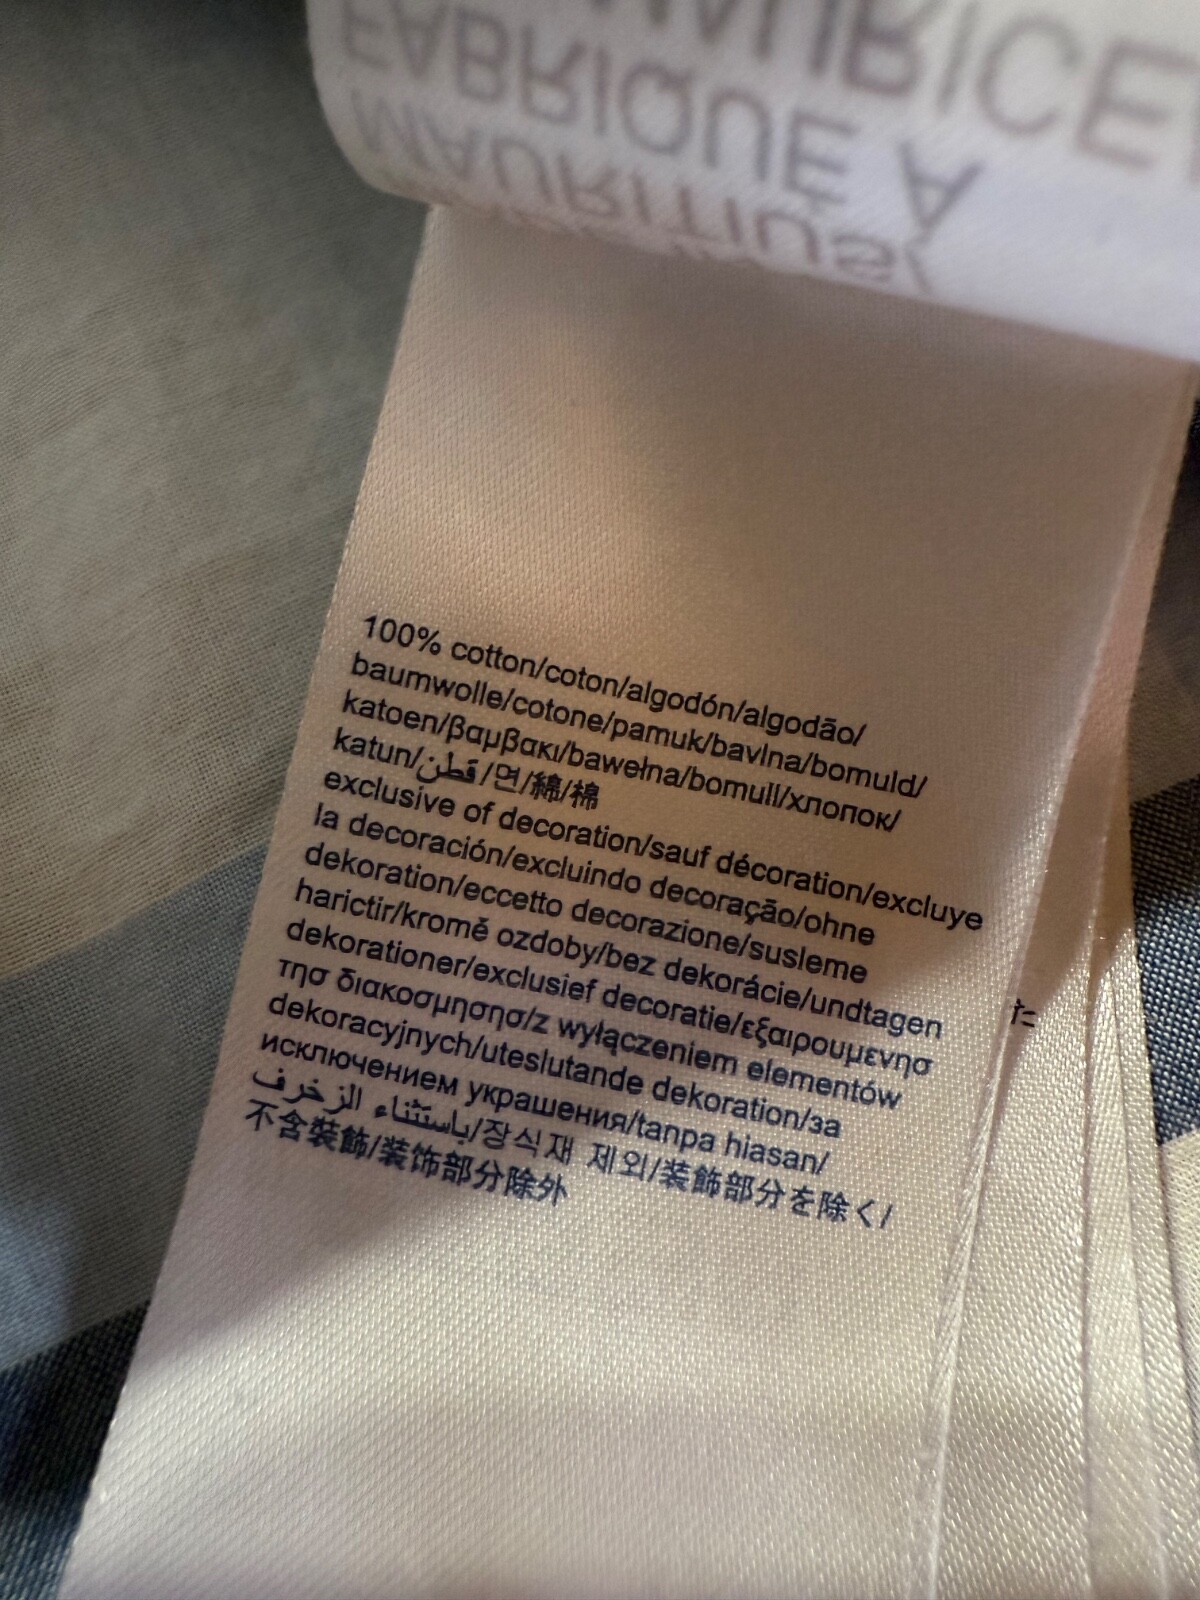 MAURITIUS/
FABRIQUÉ À
MAURICE
100% cotton/coton/algodón/algodão/
baumwolle/cotone/pamuk/bavlna/bomuld/
katoen/βαμβακι/bawełna/bomull/хлопок/
katun/قطن/면/綿/棉
exclusive of decoration/sauf décoration/excluye
la decoración/excluindo decoração/ohne
dekoration/eccetto decorazione/susleme
harictir/kromě ozdoby/bez dekorácie/undtagen
dekorationer/exclusief decoratie/εξαιρουμενησ
τησ διακοσμησησ/z wyłączeniem elementów
dekoracyjnych/uteslutande dekoration/за
исключением украшения/tanpa hiasan/
باستثناء الزخرف/장식재 제외/装飾部分を除く/
不含裝飾/装饰部分除外